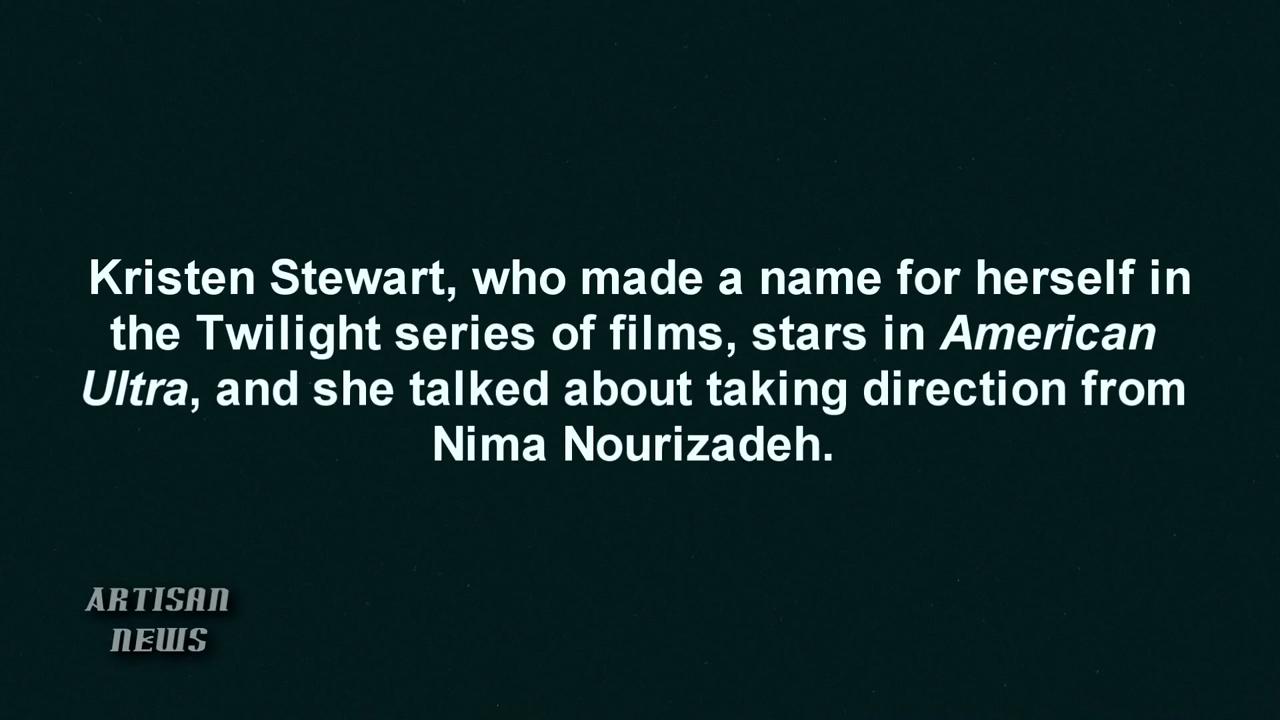 Kristen Stewart, who made a name for herself in
the Twilight series of films, stars in American
Ultra, and she talked about taking direction from
Nima Nourizadeh.
ARTISAN
NEWS